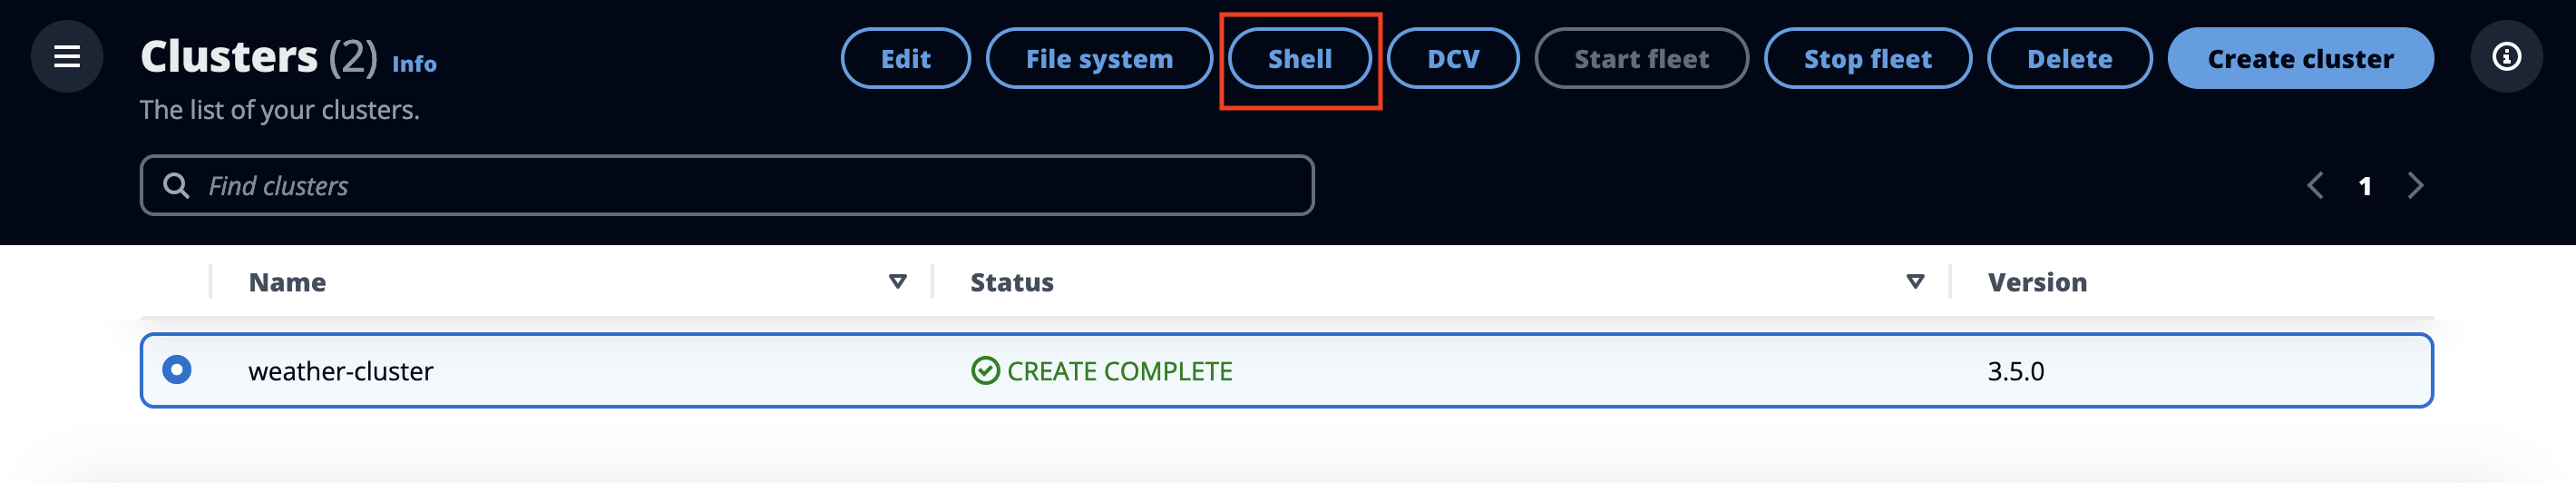 Clusters (2) Info
Edit File system Shell DCV Start fleet Stop fleet Delete Create cluster
The list of your clusters.
Find clusters
1
Name Status Version
weather-cluster CREATE COMPLETE 3.5.0